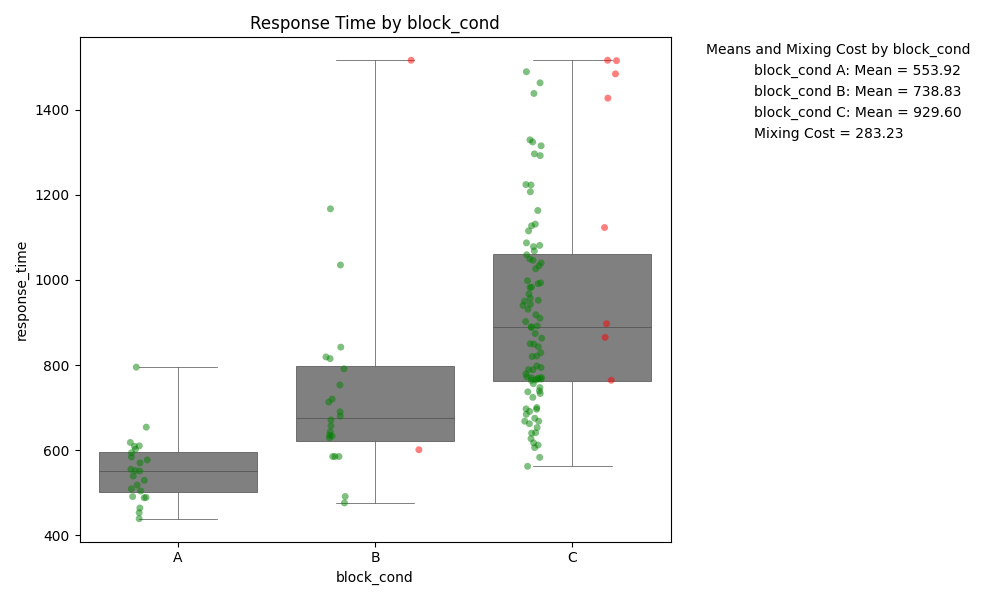 Response Time by block_cond
Means and Mixing Cost by block_cond
block_cond A: Mean = 553.92
block_cond B: Mean = 738.83
block_cond C: Mean = 929.60
Mixing Cost = 283.23
response_time
1400
1200
1000
800
600
400
A
B
C
block_cond